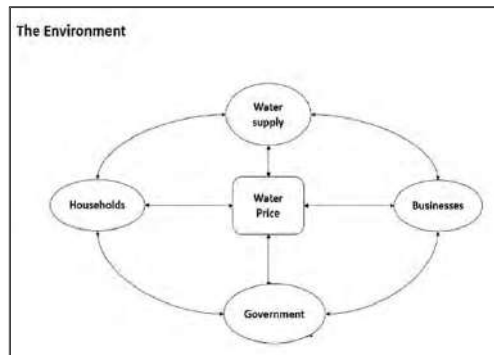 The Environment
Water
supply
Households
Water
Price
Businesses
Government